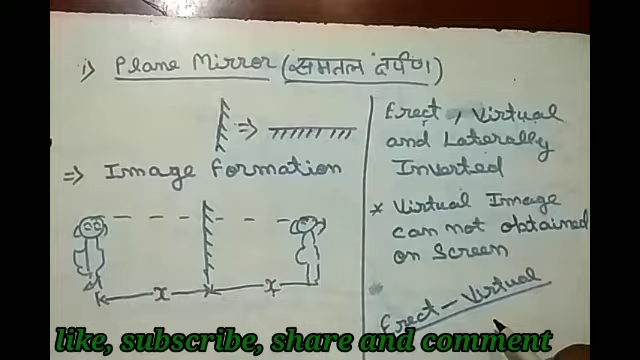 i) Plane Mirror (समतल दर्पण)
⇒
⇒ Image formation
x x
Erect, Virtual
and Laterally
Inverted
* Virtual Image
can not obtained
on Screen
Erect - Virtual
like, subscribe, share and comment